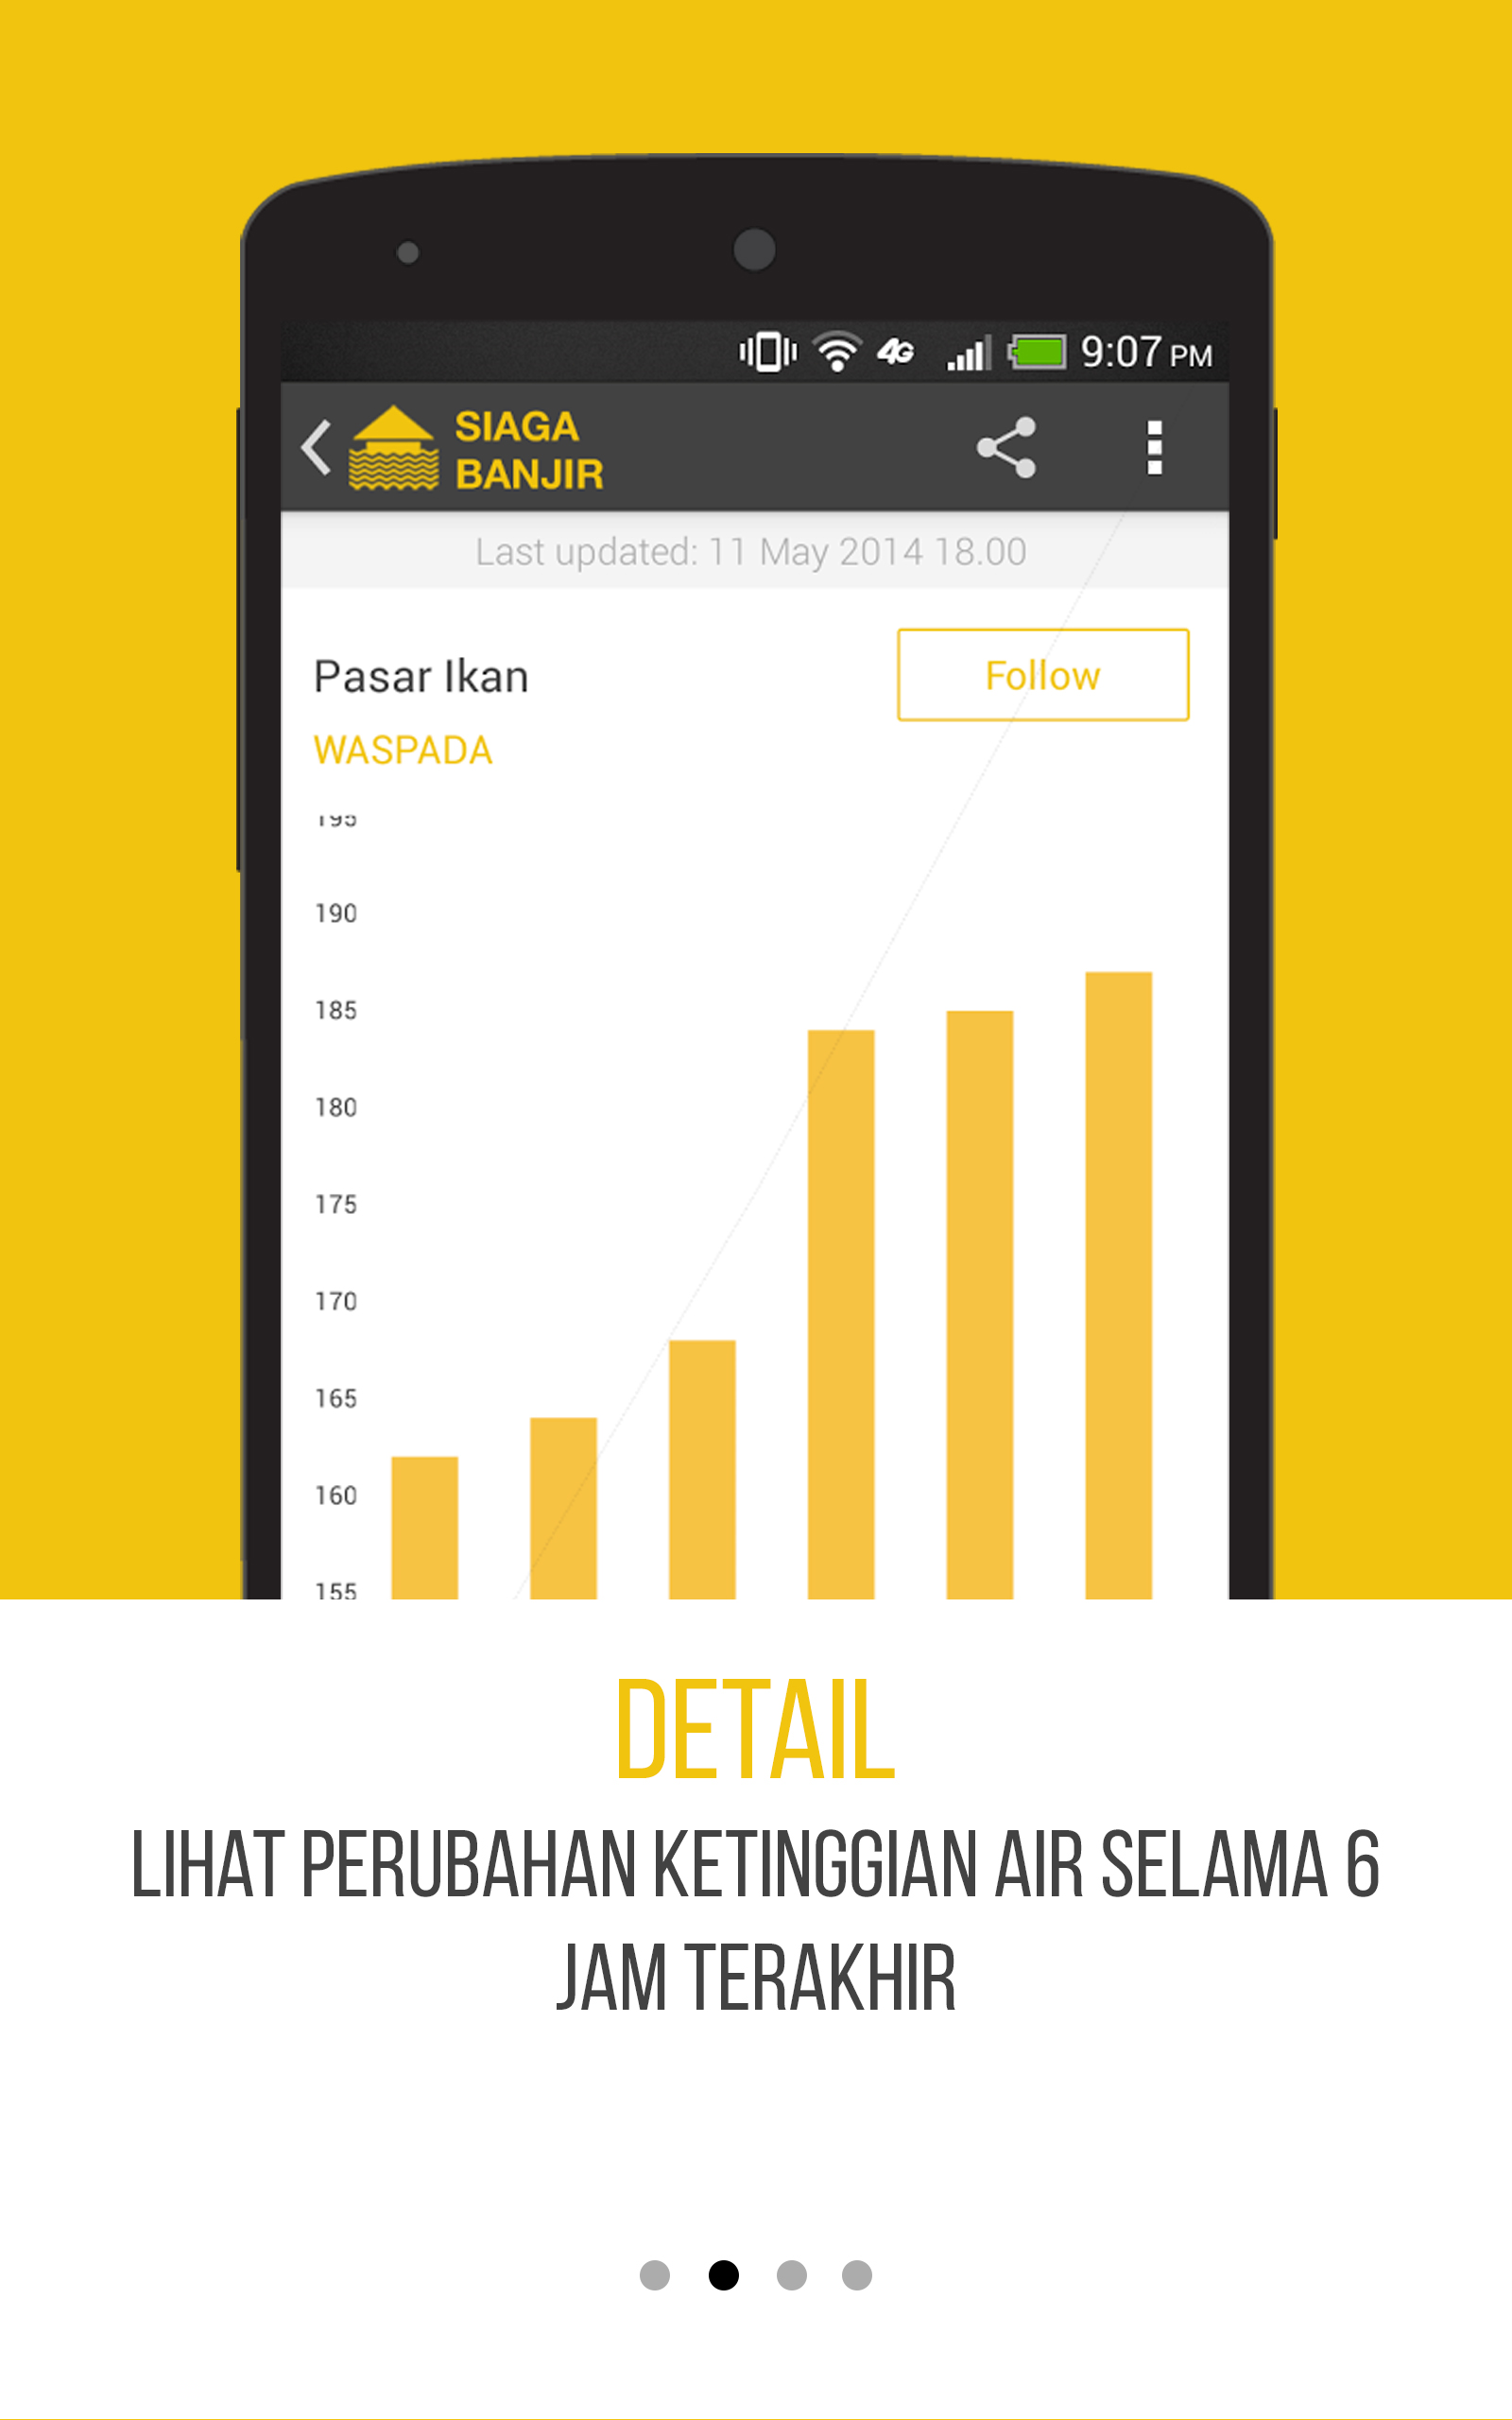 9:07 PM
SIAGA
BANJIR
Last updated: 11 May 2014 18.00
Pasar Ikan
Follow
WASPADA
195
190
185
180
175
170
165
160
155
DETAIL
LIHAT PERUBAHAN KETINGGIAN AIR SELAMA 6
JAM TERAKHIR